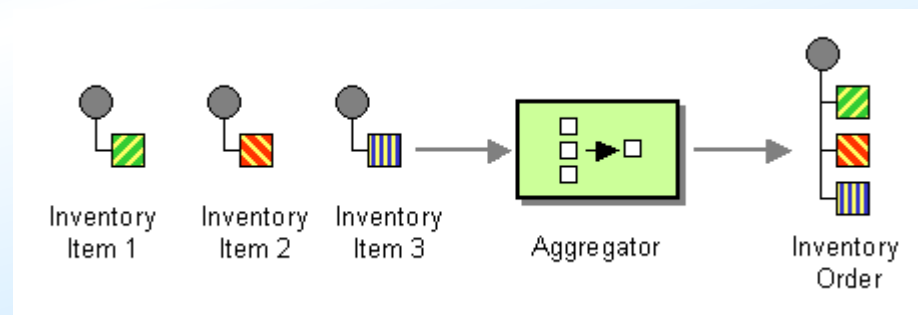 Inventory
Item 1
Inventory
Item 2
Inventory
Item 3
Aggregator
Inventory
Order